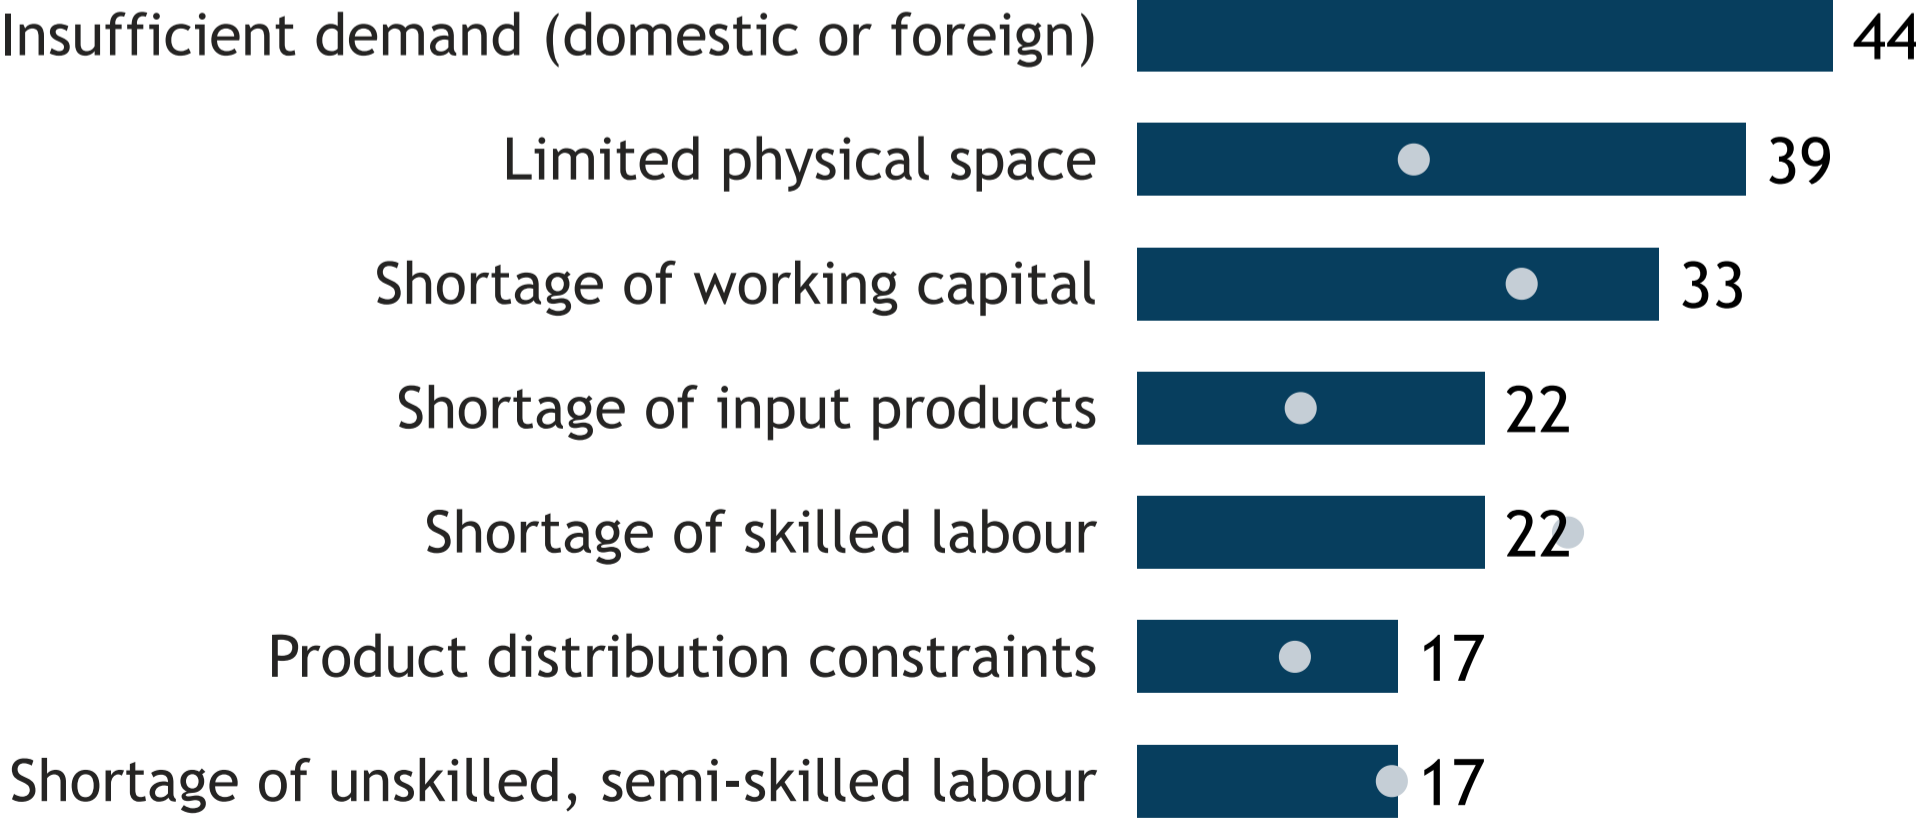 Insufficient demand (domestic or foreign) 44
Limited physical space 39
Shortage of working capital 33
Shortage of input products 22
Shortage of skilled labour 22
Product distribution constraints 17
Shortage of unskilled, semi-skilled labour 17